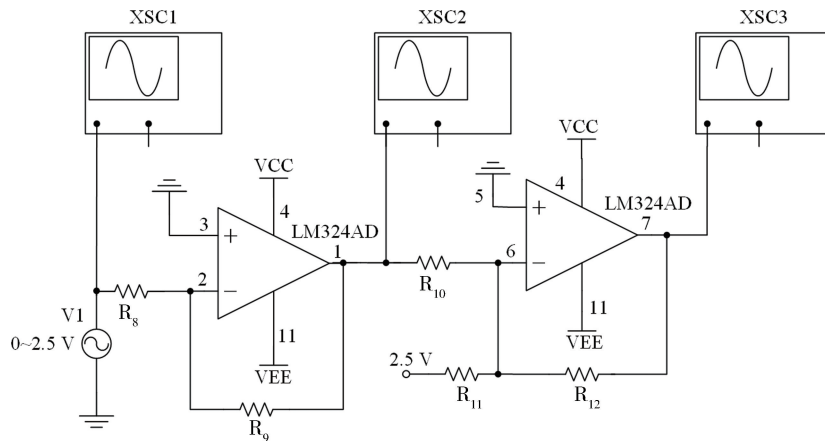 XSC1
XSC2
XSC3
VCC
4
LM324AD
3
+
1
2
−
11
VEE
R8
V1
0~2.5 V
R9
R10
VCC
4
LM324AD
5
+
7
6
−
11
VEE
2.5 V
R11
R12